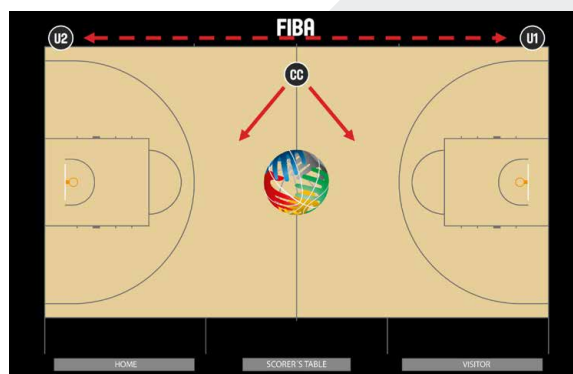 FIBA
U2
U1
CC
HOME
SCORER´S TABLE
VISITOR